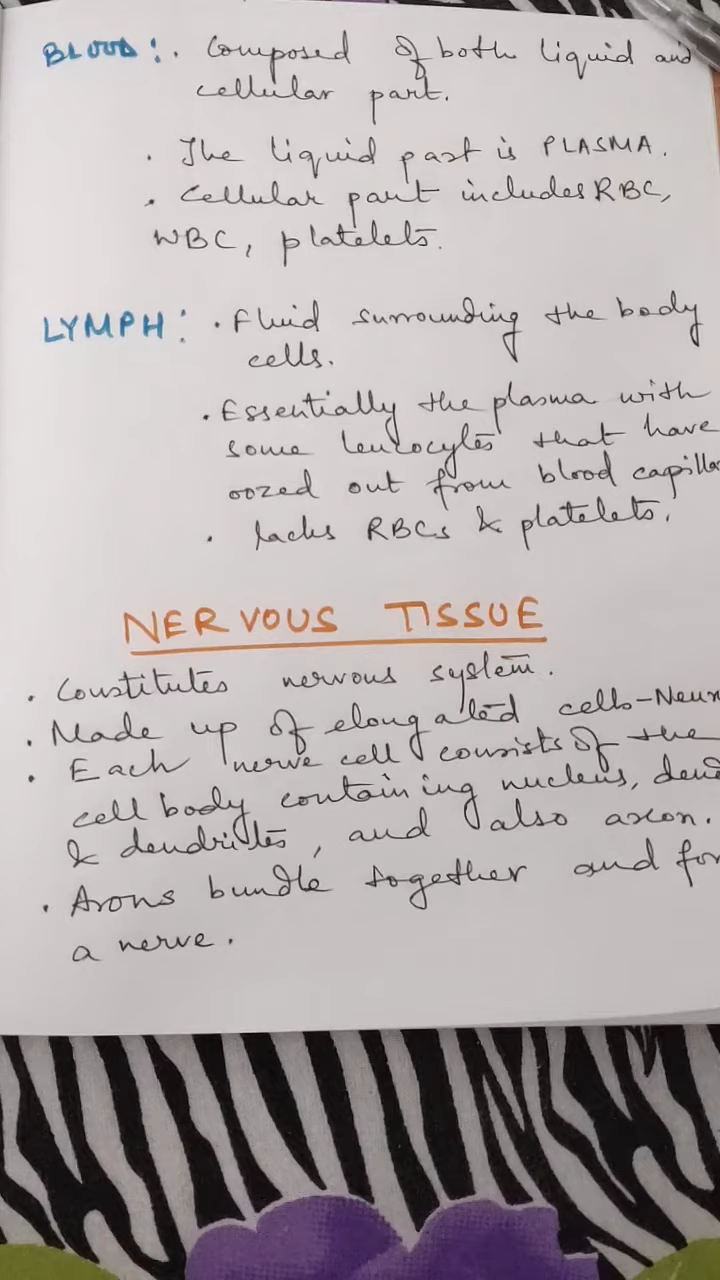 BLOOD: . Composed of both liquid and
cellular part.
. The liquid part is PLASMA.
. Cellular part includes RBC,
WBC, platelets.
LYMPH: . Fluid surrounding the body
cells.
. Essentially the plasma with
some leucocytes that have
oozed out from blood capilla
. lacks RBCs & platelets.
NERVOUS TISSUE
. Constitutes nervous system.
. Made up of elongated cells-Neur
. Each nerve cell consists of the
cell body containing nucleus, dend
& dendrites, and also axon.
. Axons bundle together and for
a nerve.